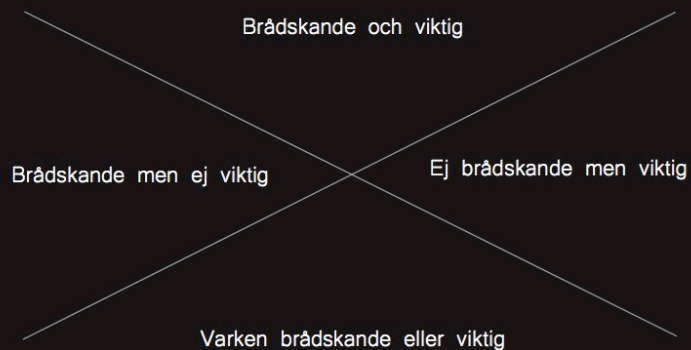 Brådskande och viktig
Brådskande men ej viktig
Ej brådskande men viktig
Varken brådskande eller viktig